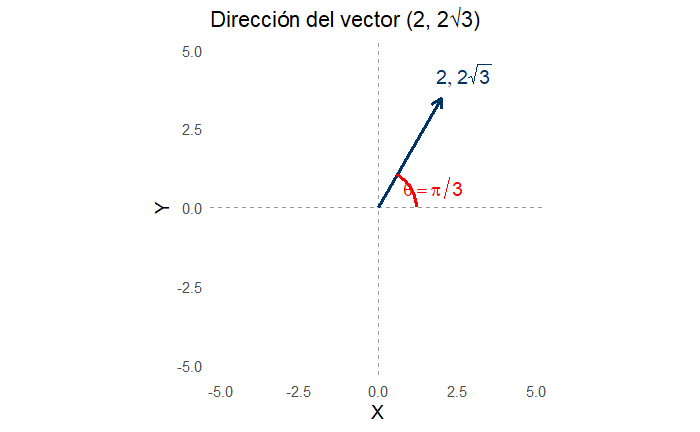 Dirección del vector (2, 2√3)
5.0
2, 2√3
2.5
θ = π/3
Y
0.0
-2.5
-5.0
-5.0 -2.5 0.0 2.5 5.0
X